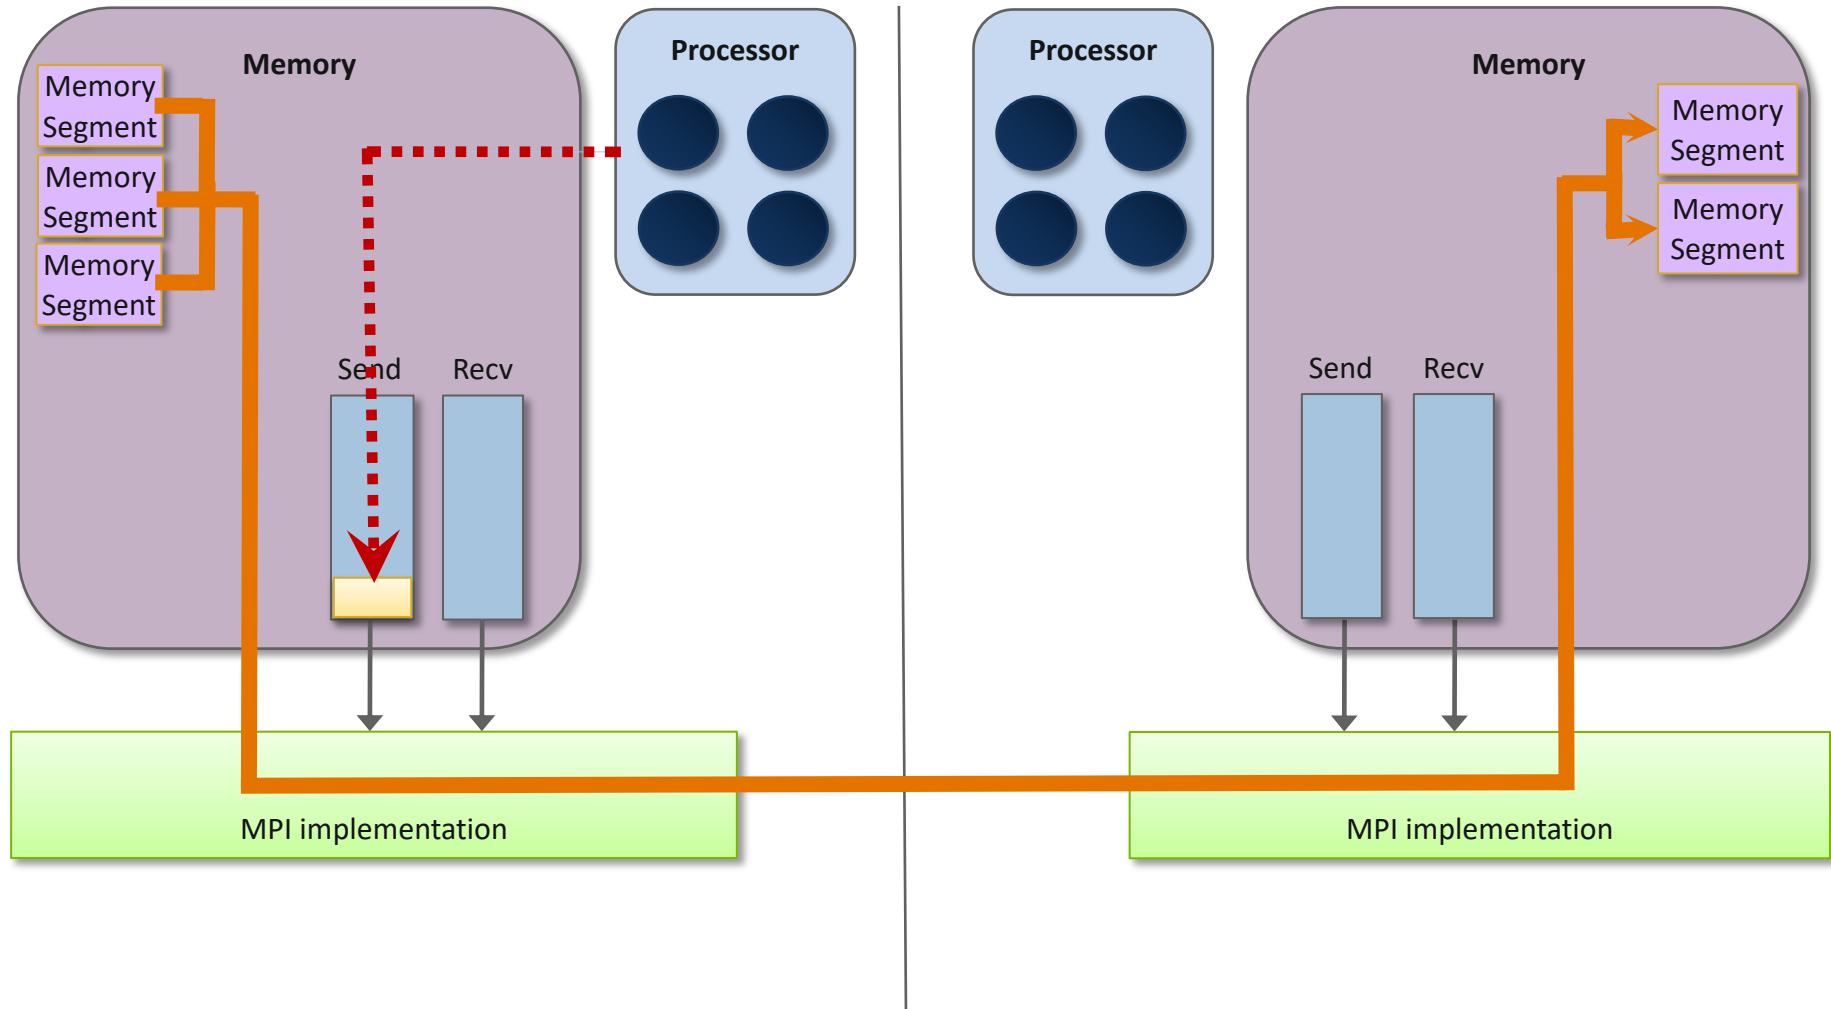 Memory
Memory
Segment
Memory
Segment
Memory
Segment
Send
Recv
Processor
MPI implementation
Processor
Memory
Memory
Segment
Memory
Segment
Send
Recv
MPI implementation